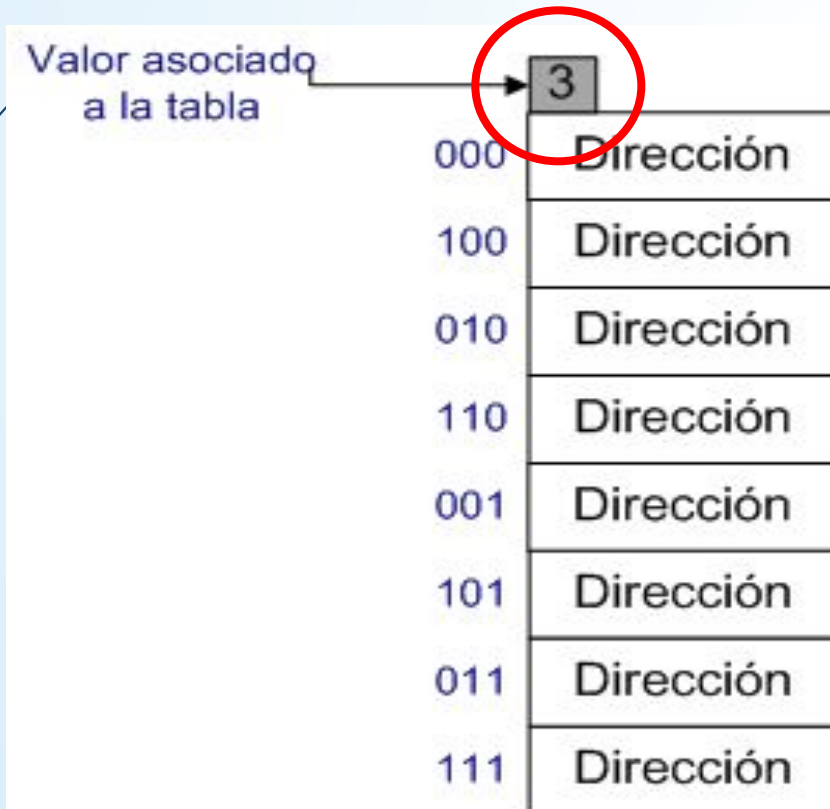 Valor asociado
a la tabla
3
000 Dirección
100 Dirección
010 Dirección
110 Dirección
001 Dirección
101 Dirección
011 Dirección
111 Dirección